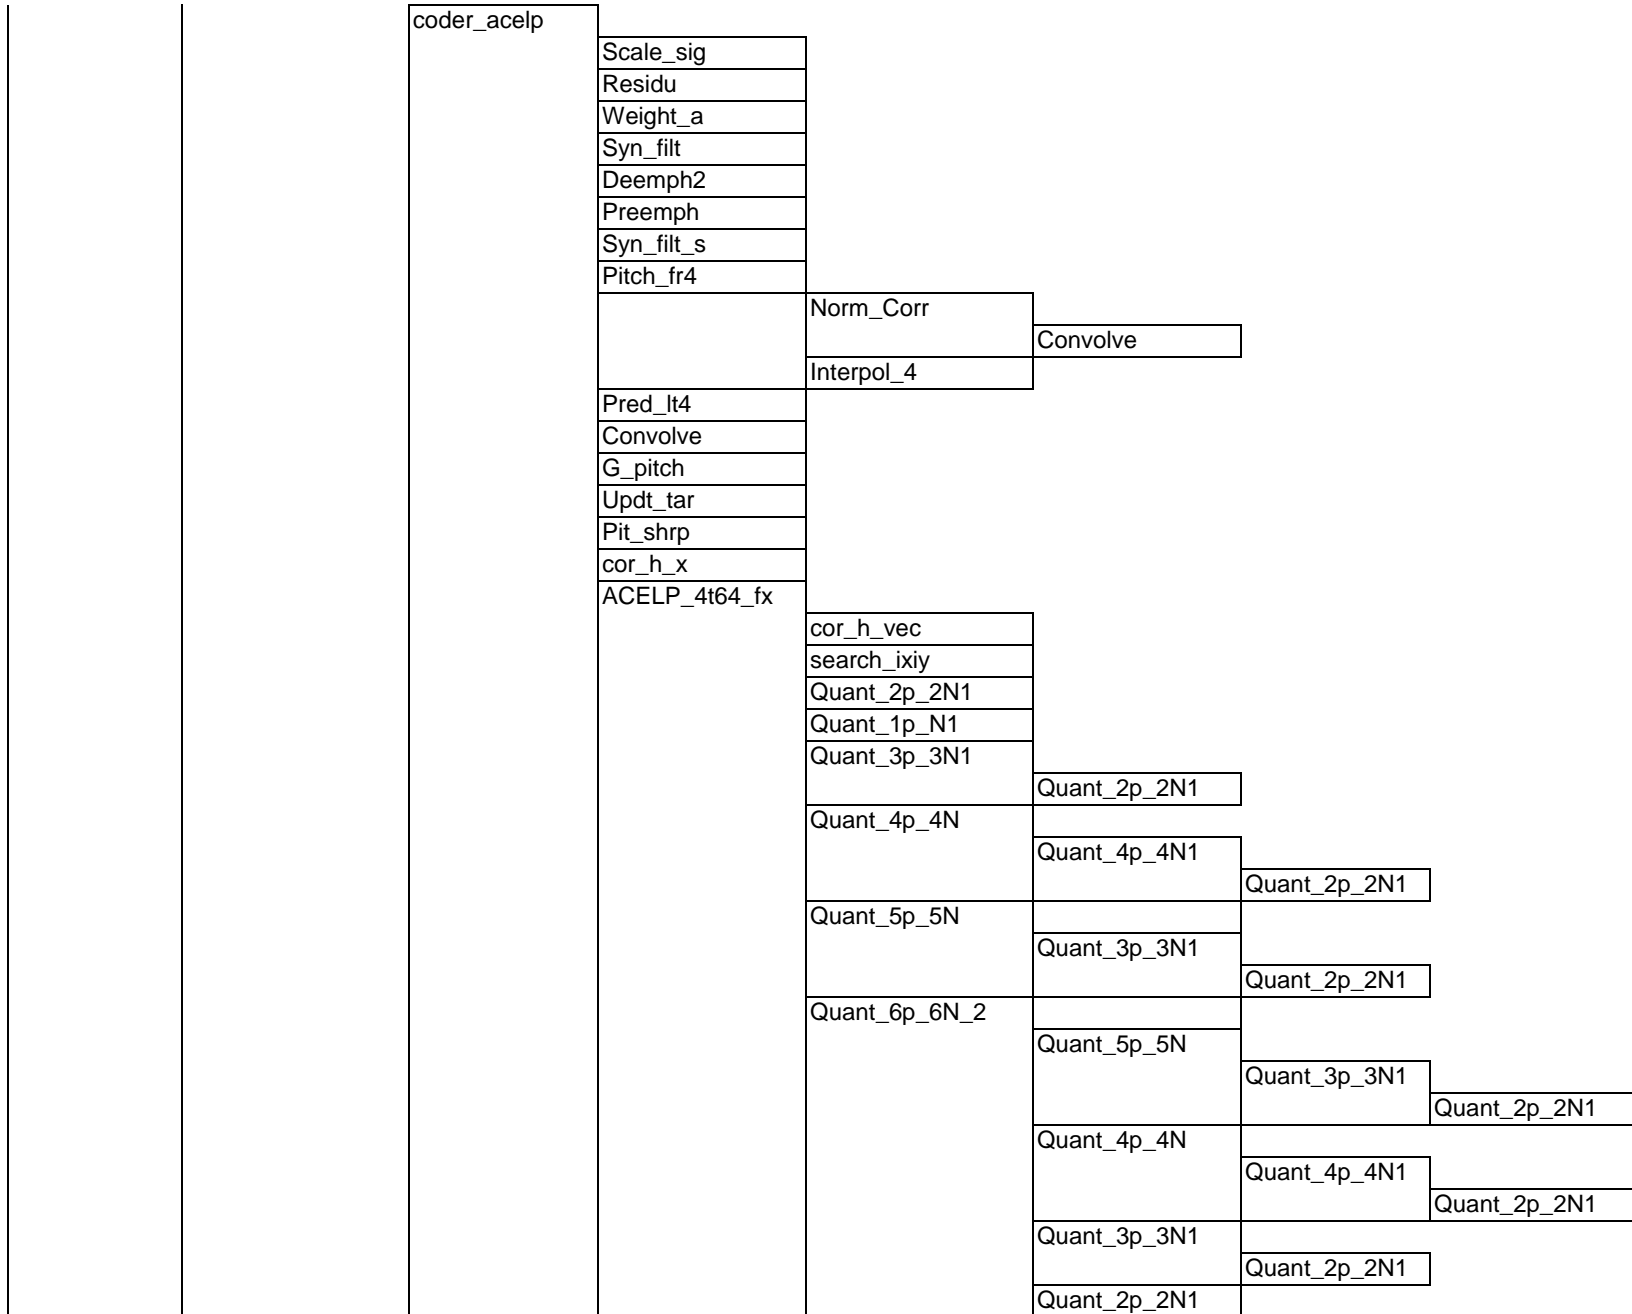 coder_acelp
Scale_sig
Residu
Weight_a
Syn_filt
Deemph2
Preemph
Syn_filt_s
Pitch_fr4
Norm_Corr
Convolve
Interpol_4
Pred_lt4
Convolve
G_pitch
Updt_tar
Pit_shrp
cor_h_x
ACELP_4t64_fx
cor_h_vec
search_ixiy
Quant_2p_2N1
Quant_1p_N1
Quant_3p_3N1
Quant_2p_2N1
Quant_4p_4N
Quant_4p_4N1
Quant_2p_2N1
Quant_5p_5N
Quant_3p_3N1
Quant_2p_2N1
Quant_6p_6N_2
Quant_5p_5N
Quant_3p_3N1
Quant_2p_2N1
Quant_4p_4N
Quant_4p_4N1
Quant_2p_2N1
Quant_3p_3N1
Quant_2p_2N1
Quant_2p_2N1